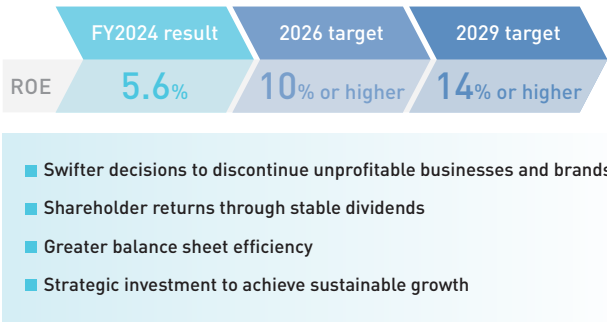 FY2024 result 2026 target 2029 target
ROE 5.6% 10% or higher 14% or higher
Swifter decisions to discontinue unprofitable businesses and brands
Shareholder returns through stable dividends
Greater balance sheet efficiency
Strategic investment to achieve sustainable growth